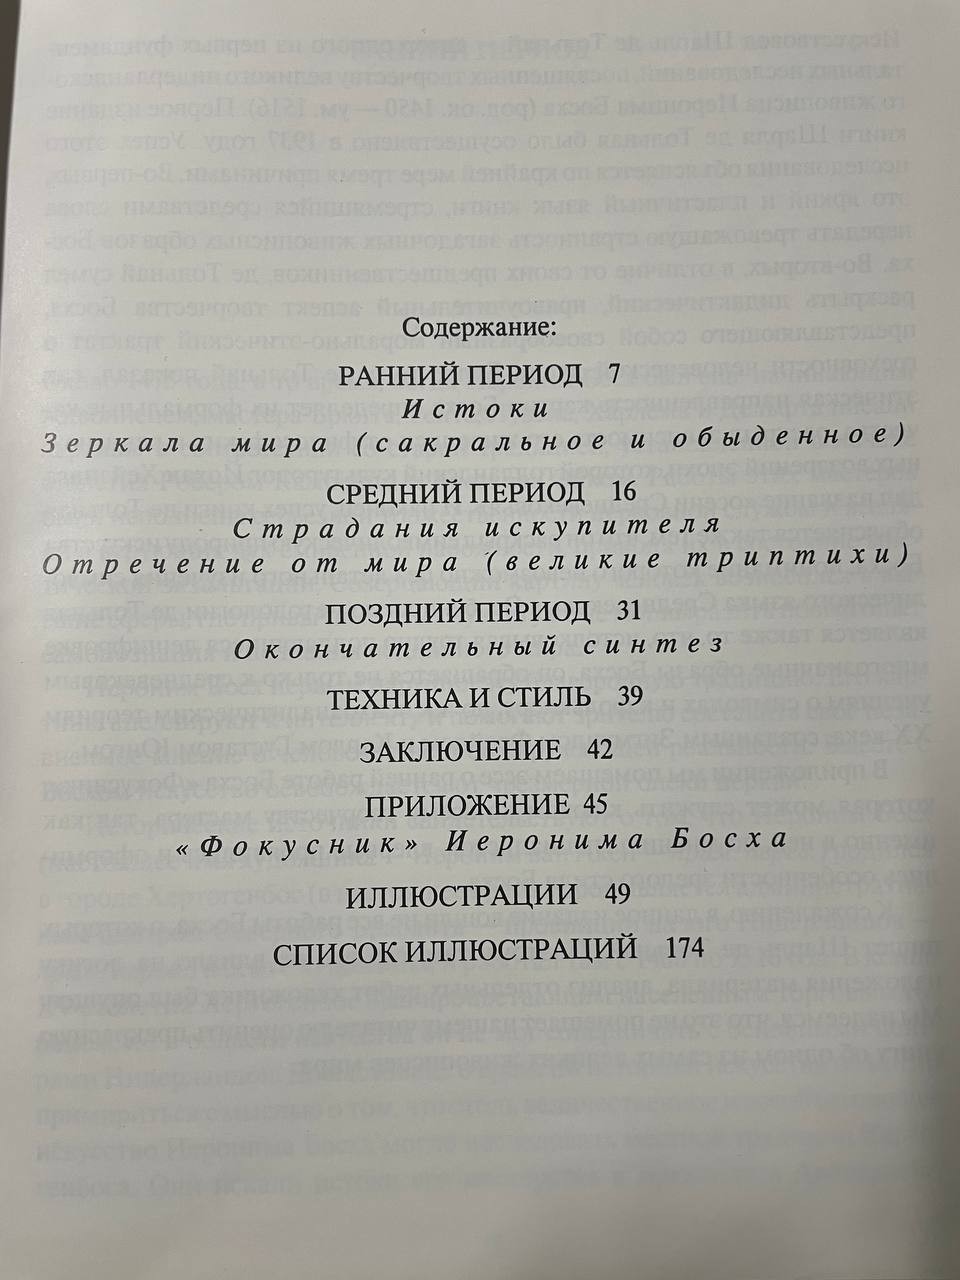 Содержание:
РАННИЙ ПЕРИОД 7
Истоки
Зеркала мира (сакральное и обыденное)
СРЕДНИЙ ПЕРИОД 16
Страдания искупителя
Отречение от мира (великие триптихи)
ПОЗДНИЙ ПЕРИОД 31
Окончательный синтез
ТЕХНИКА И СТИЛЬ 39
ЗАКЛЮЧЕНИЕ 42
ПРИЛОЖЕНИЕ 45
«Фокусник» Иеронима Босха
ИЛЛЮСТРАЦИИ 49
СПИСОК ИЛЛЮСТРАЦИЙ 174